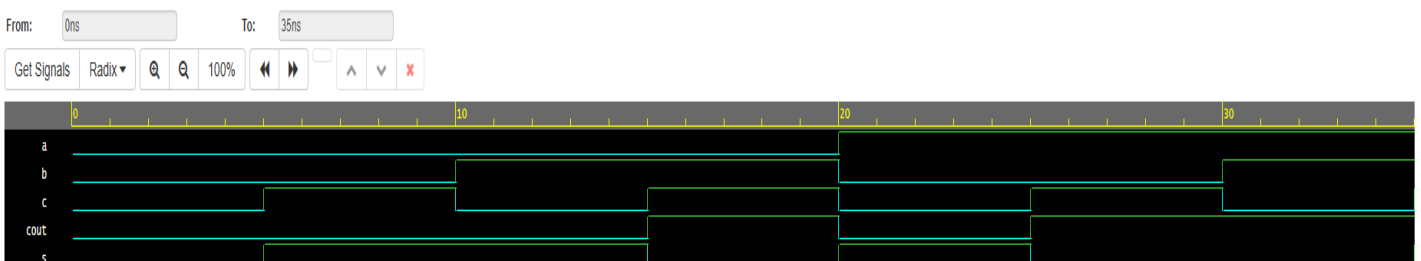 From: 0ns To: 35ns
Get Signals Radix 100%
0 10 20 30
a
b
c
cout
s